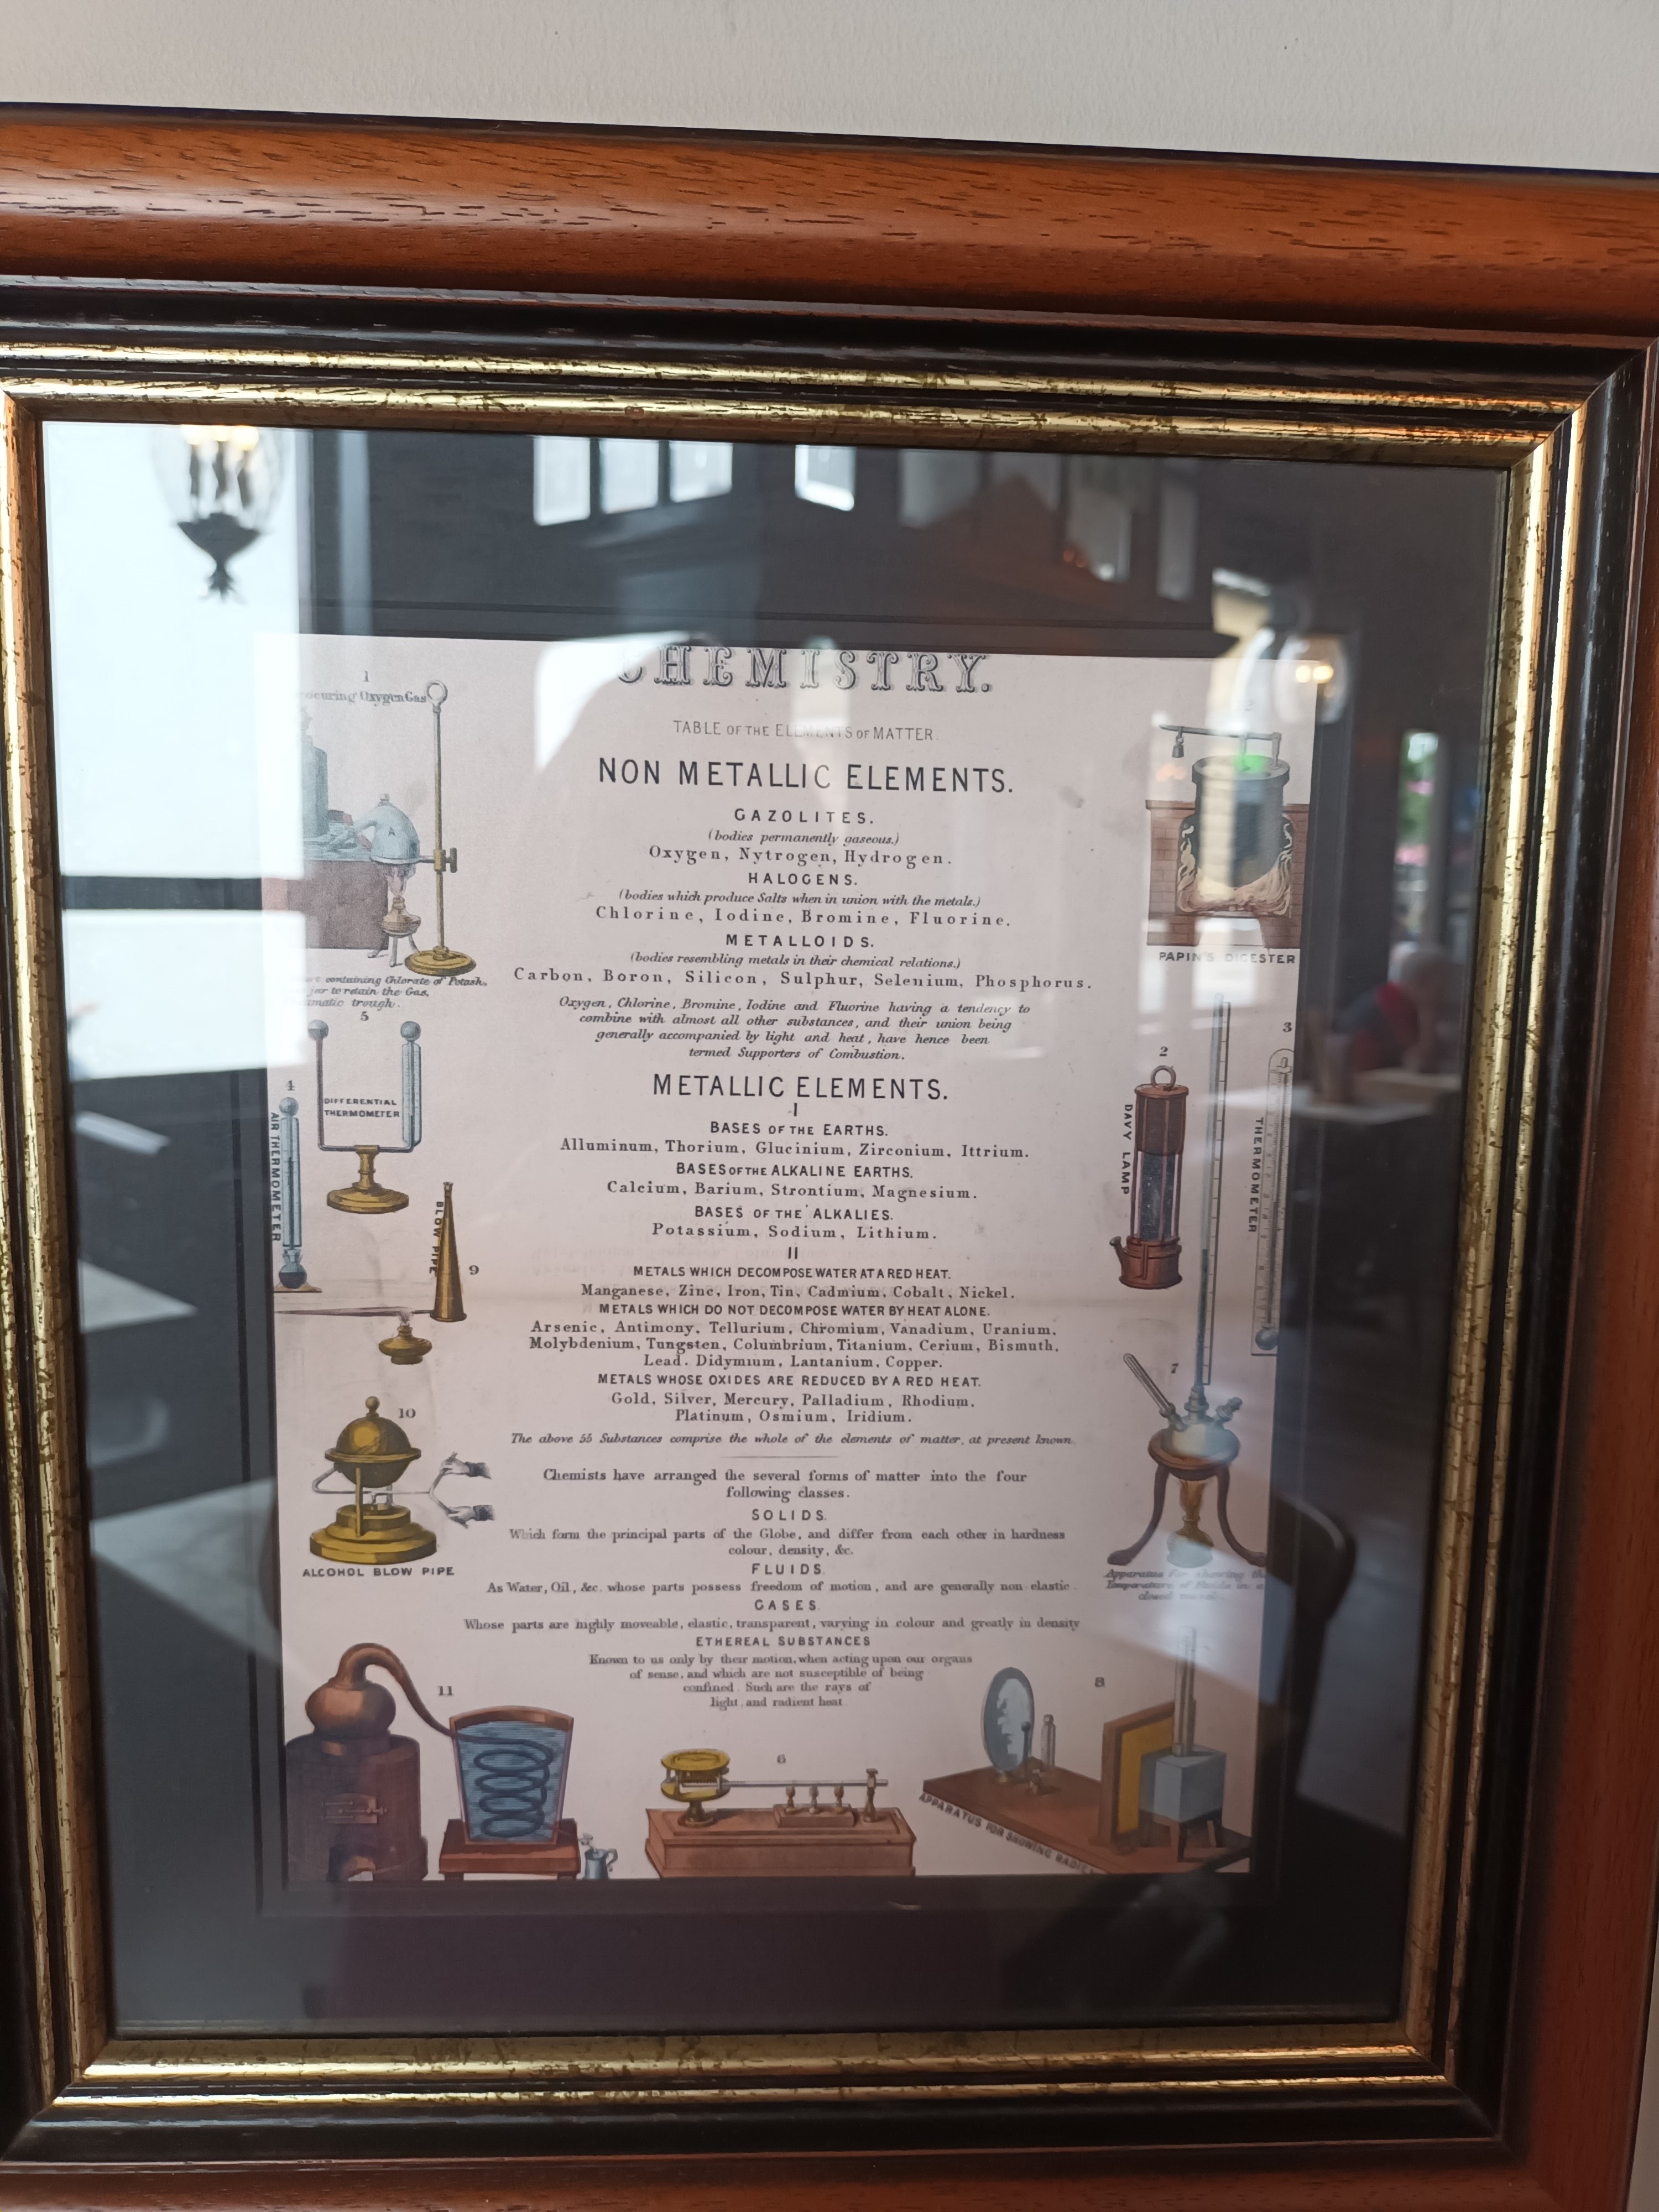 CHEMISTRY.
TABLE OF THE ELEMENTS OF MATTER.
NON METALLIC ELEMENTS.
GAZOLITES.
(bodies permanently gaseous.)
Oxygen, Nytrogen, Hydrogen.
HALOGENS.
(bodies which produce Salts when in union with the metals.)
Chlorine, Iodine, Bromine, Fluorine.
METALLOIDS.
(bodies resembling metals in their chemical relations.)
Carbon, Boron, Silicon, Sulphur, Selenium, Phosphorus.
Oxygen, Chlorine, Bromine, Iodine and Fluorine having a tendency to
combine with almost all other substances, and their union being
generally accompanied by light and heat, have hence been
termed Supporters of Combustion.
METALLIC ELEMENTS.
I
BASES OF THE EARTHS.
Alluminum, Thorium, Glucinium, Zirconium, Ittrium.
BASES OF THE ALKALINE EARTHS.
Calcium, Barium, Strontium, Magnesium.
BASES OF THE ALKALIES.
Potassium, Sodium, Lithium.
II
METALS WHICH DECOMPOSE WATER AT A RED HEAT.
Manganese, Zinc, Iron, Tin, Cadmium, Cobalt, Nickel.
METALS WHICH DO NOT DECOMPOSE WATER BY HEAT ALONE.
Arsenic, Antimony, Tellurium, Chromium, Vanadium, Uranium,
Molybdenium, Tungsten, Columbrium, Titanium, Cerium, Bismuth,
Lead. Didymium, Lantanium, Copper.
METALS WHOSE OXIDES ARE REDUCED BY A RED HEAT.
Gold, Silver, Mercury, Palladium, Rhodium,
Platinum, Osmium, Iridium.
The above 55 Substances comprise the whole of the elements of matter, at present known.
Chemists have arranged the several forms of matter into the four
following classes.
SOLIDS.
Which form the principal parts of the Globe, and differ from each other in hardness
colour, density, &c.
FLUIDS.
As Water, Oil, &c. whose parts possess freedom of motion, and are generally non elastic.
GASES.
Whose parts are highly moveable, elastic, transparent, varying in colour and greatly in density
ETHEREAL SUBSTANCES
Known to us only by their motion, when acting upon our organs
of sense, and which are not susceptible of being
confined. Such are the rays of
light, and radient heat.
1
Oxygen Gas
A
containing Chlorate of Potash,
jar to retain the Gas,
trough.
5
DIFFERENTIAL
THERMOMETER
4
AIR THERMOMETER
BLOW PIPE
9
10
ALCOHOL BLOW PIPE
11
6
PAPIN'S DIGESTER
2
DAVY LAMP
3
THERMOMETER
7
Apparatus for showing the
Temperature of Fluids in a
8
APPARATUS FOR SHOWING